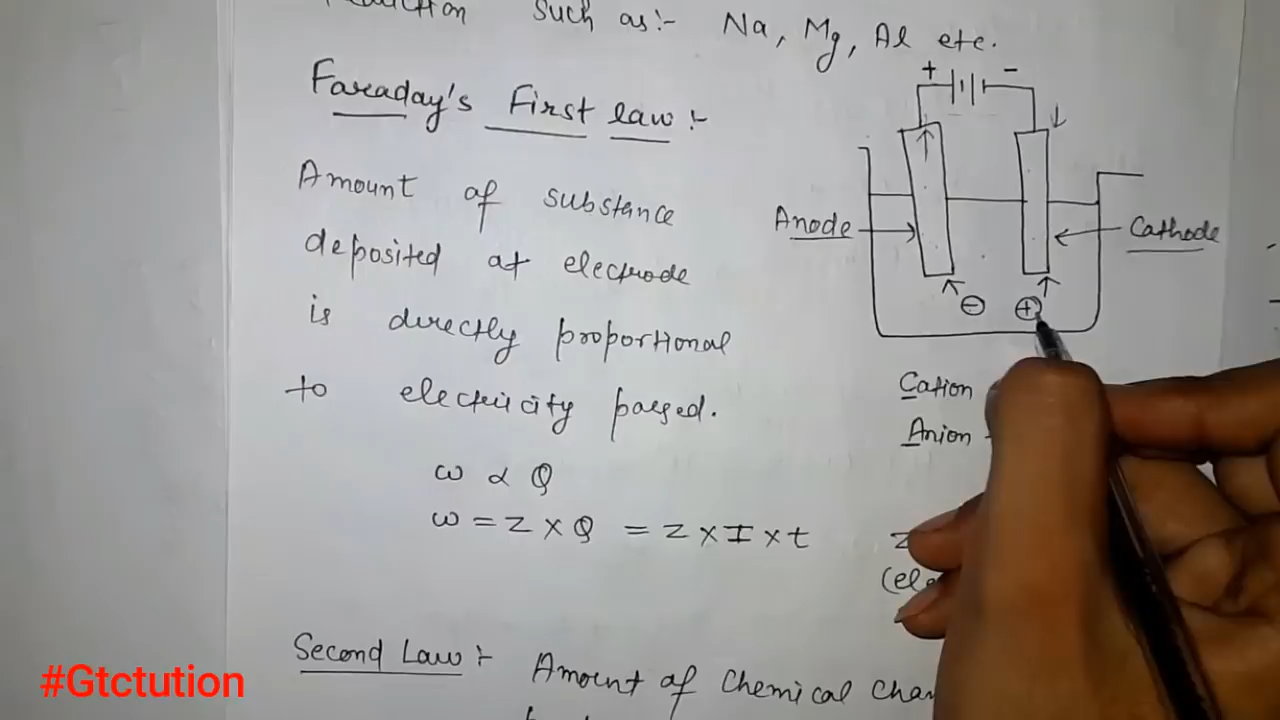 Such as:- Na, Mg, Al etc.
Faraday's First law :-
Amount of substance
deposited at electrode
is directly proportional
to electricity passed.
w ∝ Q
w = Z × Q = Z × I × t
+ -
Anode
Cathode
⊖ ⊕
Cation
Anion
Z
Second Law :- Amount of Chemical
#Gtctution